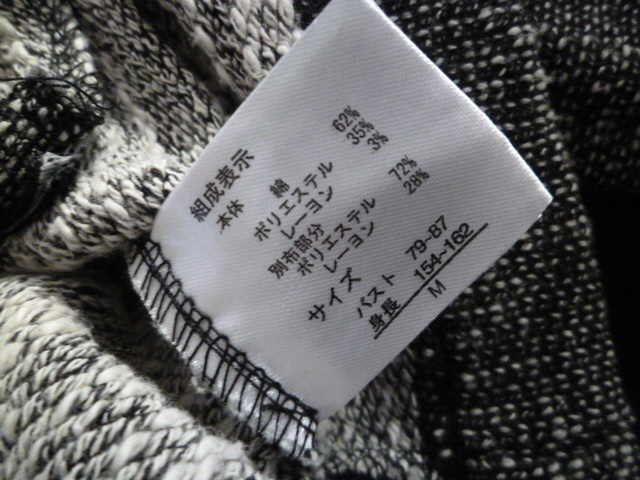 組成表示
本体 綿 62%
ポリエステル 35%
レーヨン 3%
別布部分
ポリエステル 72%
レーヨン 28%
サイズ
バスト 79-87
身長 154-162
M